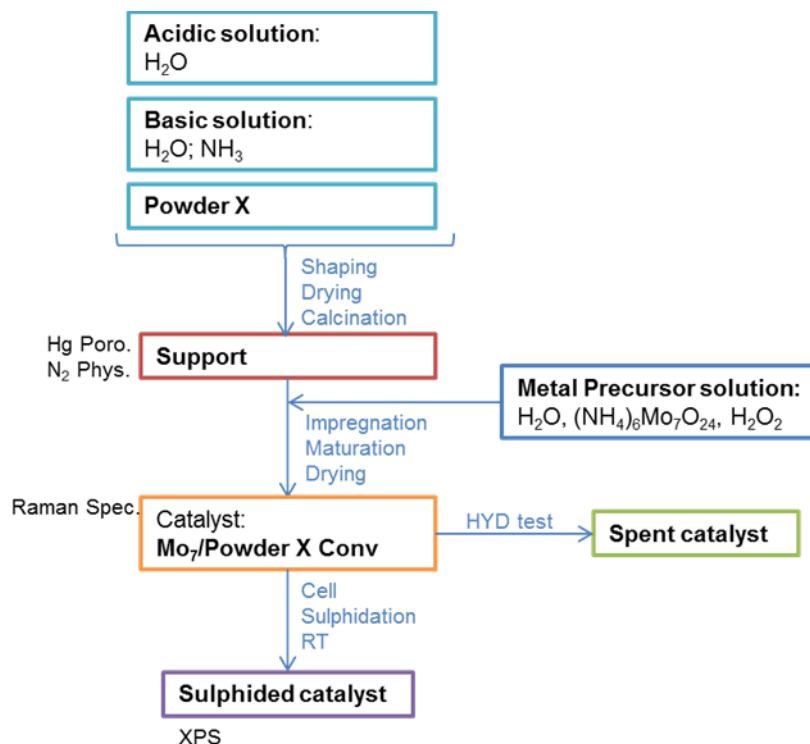 Acidic solution:
H₂O
Basic solution:
H₂O; NH₃
Powder X
Shaping
Drying
Calcination
Hg Poro.
N₂ Phys.
Support
Metal Precursor solution:
H₂O, (NH₄)₆Mo₇O₂₄, H₂O₂
Impregnation
Maturation
Drying
Raman Spec.
Catalyst:
Mo₇/Powder X Conv
HYD test
Spent catalyst
Cell
Sulphidation
RT
Sulphided catalyst
XPS